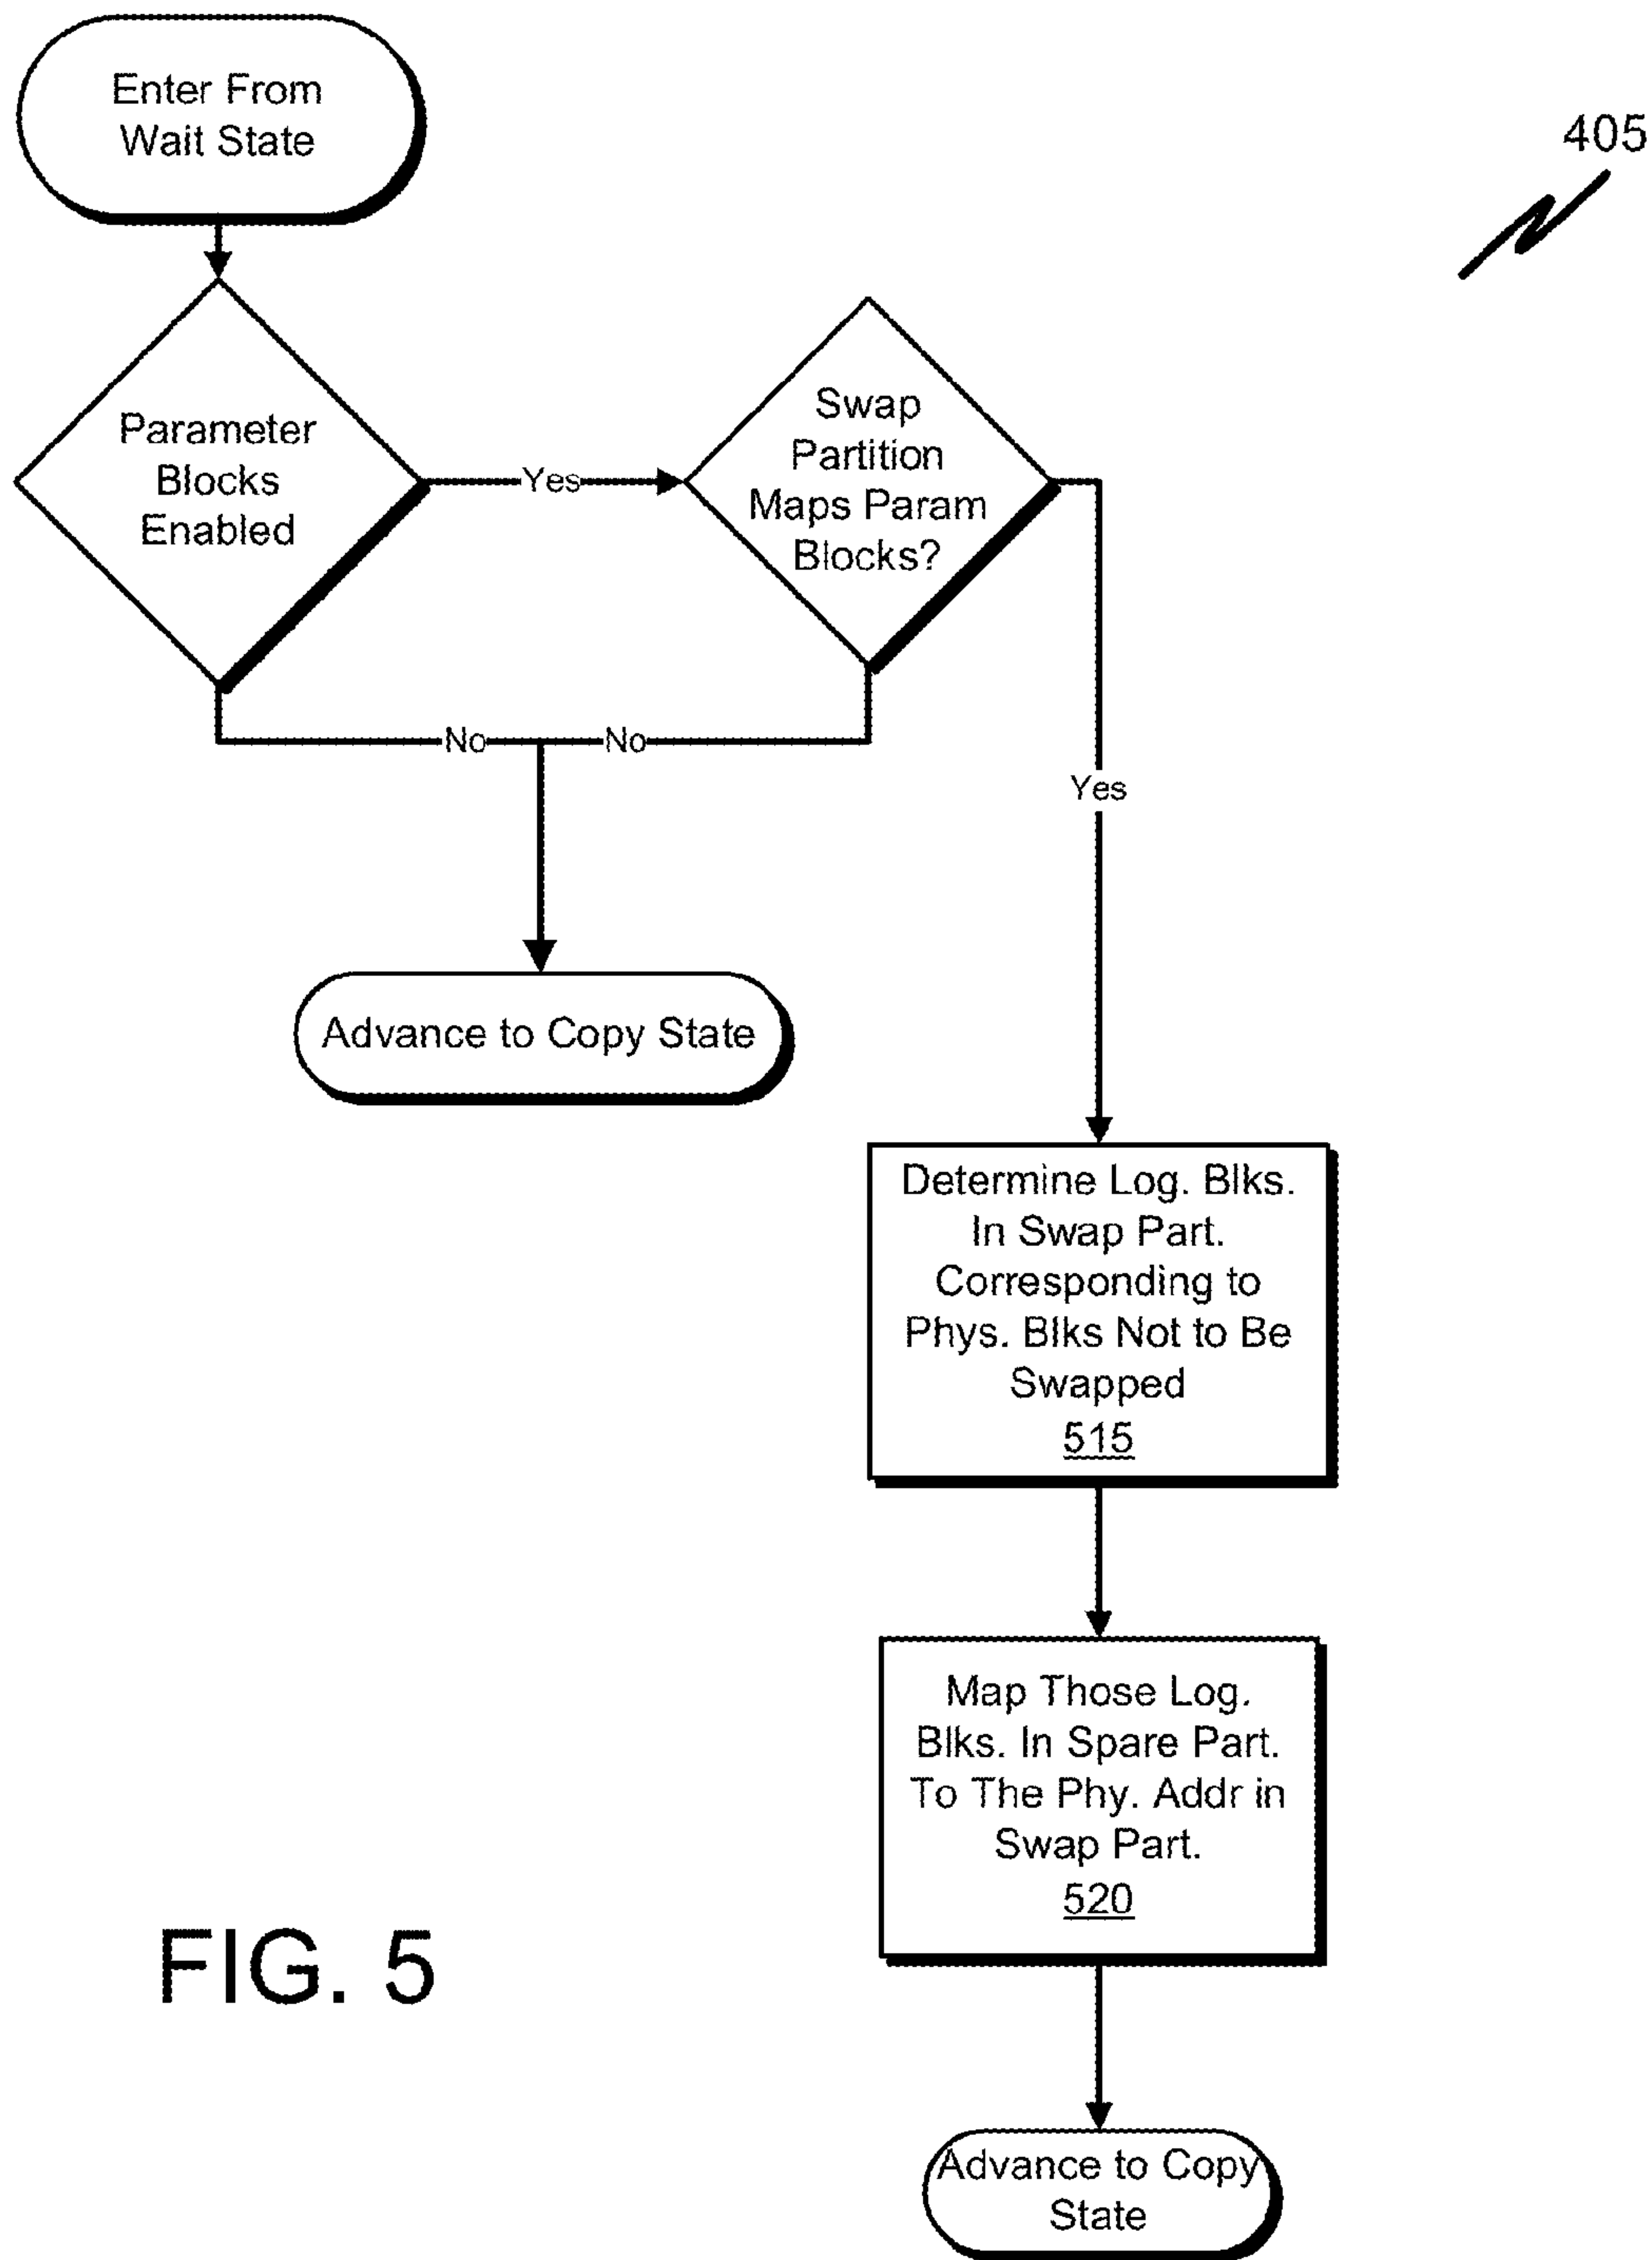 Enter From
Wait State
405
Parameter
Blocks
Enabled
Yes
Swap
Partition
Maps Param
Blocks?
No
No
Yes
Advance to Copy State
Determine Log. Blks.
In Swap Part.
Corresponding to
Phys. Blks Not to Be
Swapped
515
Map Those Log.
Blks. In Spare Part.
To The Phy. Addr in
Swap Part.
520
Advance to Copy
State
FIG. 5